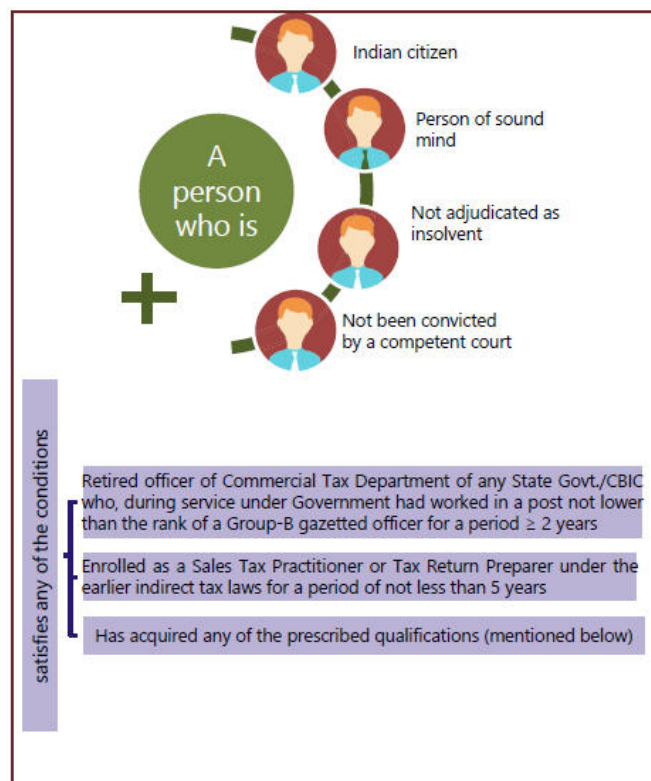 A
person
who is
Indian citizen
Person of sound
mind
Not adjudicated as
insolvent
Not been convicted
by a competent court
satisfies any of the conditions
Retired officer of Commercial Tax Department of any State Govt./CBIC
who, during service under Government had worked in a post not lower
than the rank of a Group-B gazetted officer for a period ≥ 2 years
Enrolled as a Sales Tax Practitioner or Tax Return Preparer under the
earlier indirect tax laws for a period of not less than 5 years
Has acquired any of the prescribed qualifications (mentioned below)